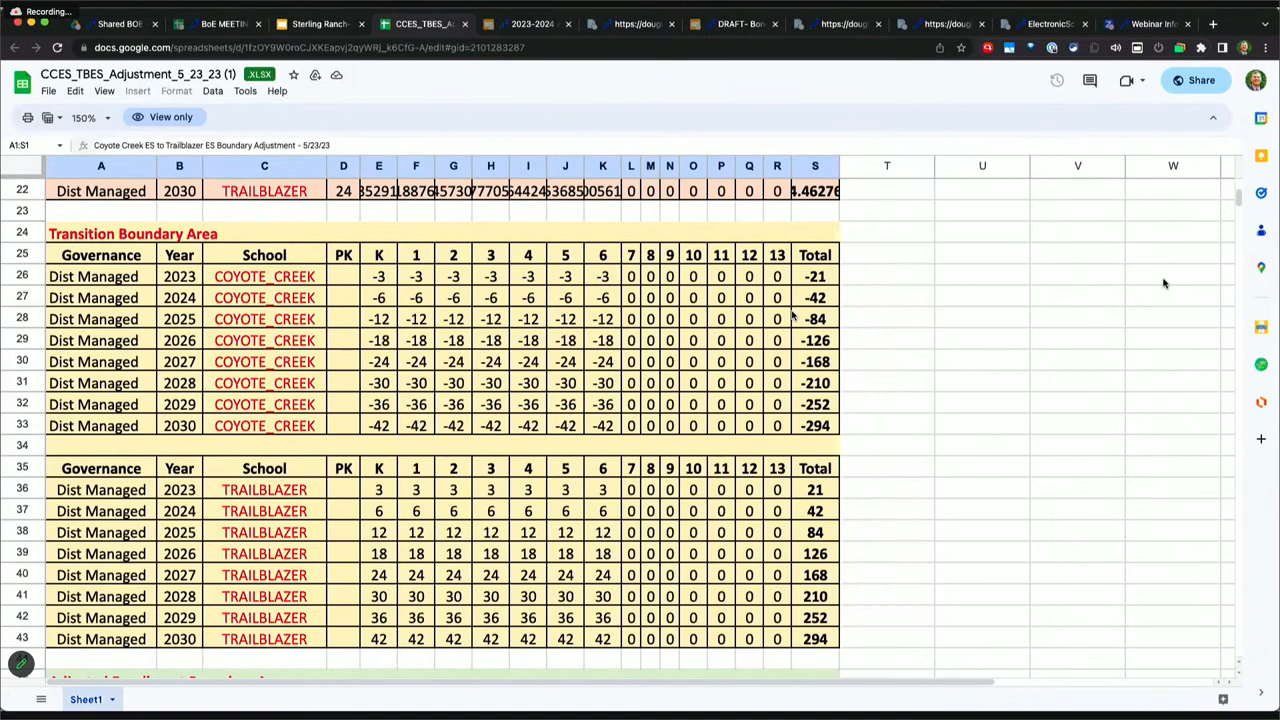 Recording...
Shared BOE
BoE MEETIN
Sterling Ranch-
CCES_TBES_Ac
2023-2024
https://doug
DRAFT- Bon
https://doug
https://doug
ElectronicSc
Webinar Info
docs.google.com/spreadsheets/d/1fzOY9W0roCJXKEapvj2qyWRj_k6CfG-A/edit#gid=2101283287
CCES_TBES_Adjustment_5_23_23 (1) .XLSX
File Edit View Insert Format Data Tools Help
Share
150% View only
A1:S1 fx Coyote Creek ES to Trailblazer ES Boundary Adjustment - 5/23/23
A B C D E F G H I J K L M N O P Q R S T U V W
22 Dist Managed 2030 TRAILBLAZER 24 35291 18876 45730 77705 64424 53685 00561 0 0 0 0 0 0 0 4.46276
23
24 Transition Boundary Area
25 Governance Year School PK K 1 2 3 4 5 6 7 8 9 10 11 12 13 Total
26 Dist Managed 2023 COYOTE_CREEK -3 -3 -3 -3 -3 -3 -3 0 0 0 0 0 0 0 -21
27 Dist Managed 2024 COYOTE_CREEK -6 -6 -6 -6 -6 -6 -6 0 0 0 0 0 0 0 -42
28 Dist Managed 2025 COYOTE_CREEK -12 -12 -12 -12 -12 -12 -12 0 0 0 0 0 0 0 -84
29 Dist Managed 2026 COYOTE_CREEK -18 -18 -18 -18 -18 -18 -18 0 0 0 0 0 0 0 -126
30 Dist Managed 2027 COYOTE_CREEK -24 -24 -24 -24 -24 -24 -24 0 0 0 0 0 0 0 -168
31 Dist Managed 2028 COYOTE_CREEK -30 -30 -30 -30 -30 -30 -30 0 0 0 0 0 0 0 -210
32 Dist Managed 2029 COYOTE_CREEK -36 -36 -36 -36 -36 -36 -36 0 0 0 0 0 0 0 -252
33 Dist Managed 2030 COYOTE_CREEK -42 -42 -42 -42 -42 -42 -42 0 0 0 0 0 0 0 -294
34
35 Governance Year School PK K 1 2 3 4 5 6 7 8 9 10 11 12 13 Total
36 Dist Managed 2023 TRAILBLAZER 3 3 3 3 3 3 3 0 0 0 0 0 0 0 21
37 Dist Managed 2024 TRAILBLAZER 6 6 6 6 6 6 6 0 0 0 0 0 0 0 42
38 Dist Managed 2025 TRAILBLAZER 12 12 12 12 12 12 12 0 0 0 0 0 0 0 84
39 Dist Managed 2026 TRAILBLAZER 18 18 18 18 18 18 18 0 0 0 0 0 0 0 126
40 Dist Managed 2027 TRAILBLAZER 24 24 24 24 24 24 24 0 0 0 0 0 0 0 168
41 Dist Managed 2028 TRAILBLAZER 30 30 30 30 30 30 30 0 0 0 0 0 0 0 210
42 Dist Managed 2029 TRAILBLAZER 36 36 36 36 36 36 36 0 0 0 0 0 0 0 252
43 Dist Managed 2030 TRAILBLAZER 42 42 42 42 42 42 42 0 0 0 0 0 0 0 294
Sheet1